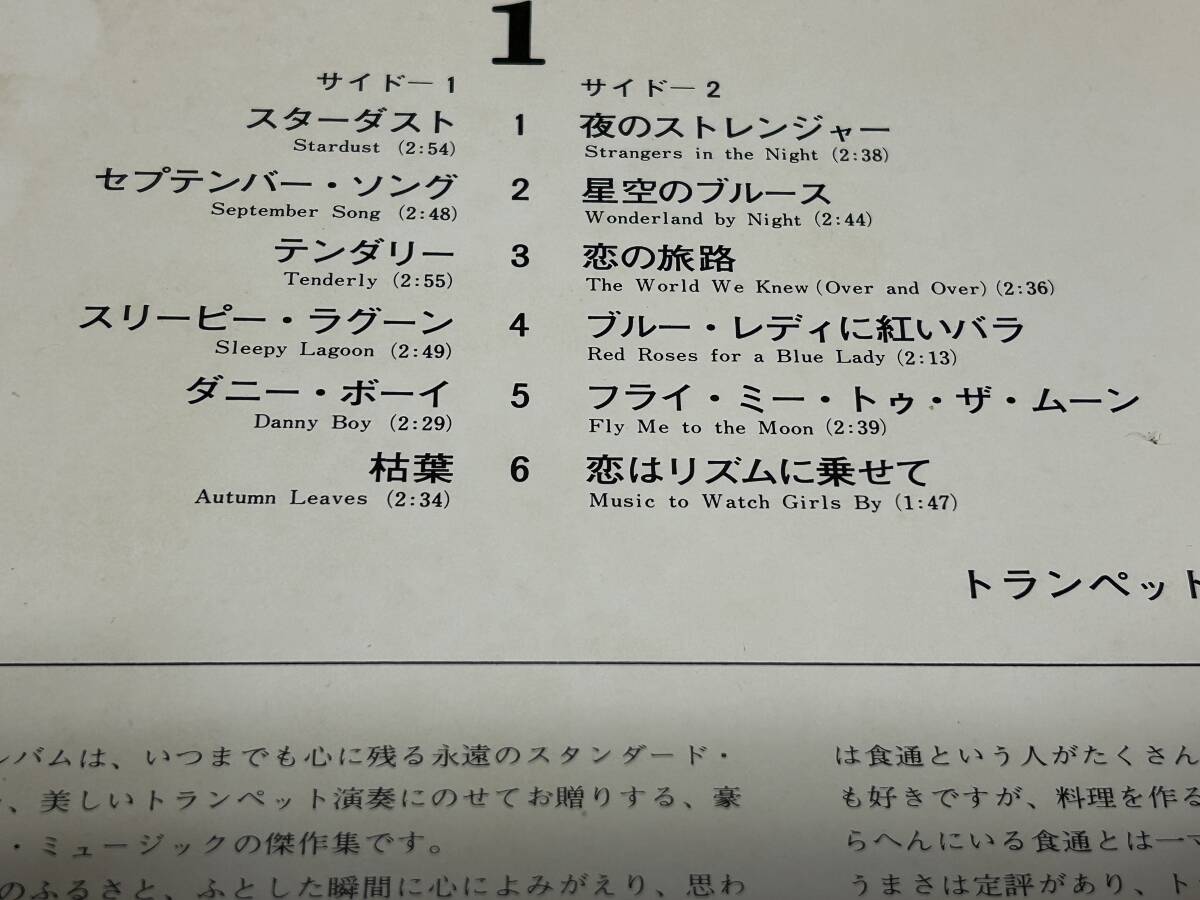 1
サイド―1
スターダスト
Stardust (2:54)
セプテンバー・ソング
September Song (2:48)
テンダリー
Tenderly (2:55)
スリーピー・ラグーン
Sleepy Lagoon (2:49)
ダニー・ボーイ
Danny Boy (2:29)
枯葉
Autumn Leaves (2:34)
1
2
3
4
5
6
サイド―2
夜のストレンジャー
Strangers in the Night (2:38)
星空のブルース
Wonderland by Night (2:44)
恋の旅路
The World We Knew (Over and Over) (2:36)
ブルー・レディに紅いバラ
Red Roses for a Blue Lady (2:13)
フライ・ミー・トゥ・ザ・ムーン
Fly Me to the Moon (2:39)
恋はリズムに乗せて
Music to Watch Girls By (1:47)
トランペット
ルバムは、いつまでも心に残る永遠のスタンダード・
、美しいトランペット演奏にのせてお贈りする、豪
・ミュージックの傑作集です。
のふるさと、ふとした瞬間に心によみがえり、思わ
は食通という人がたくさん
も好きですが、料理を作る
らへんにいる食通とは一
うまさは定評があり、ト